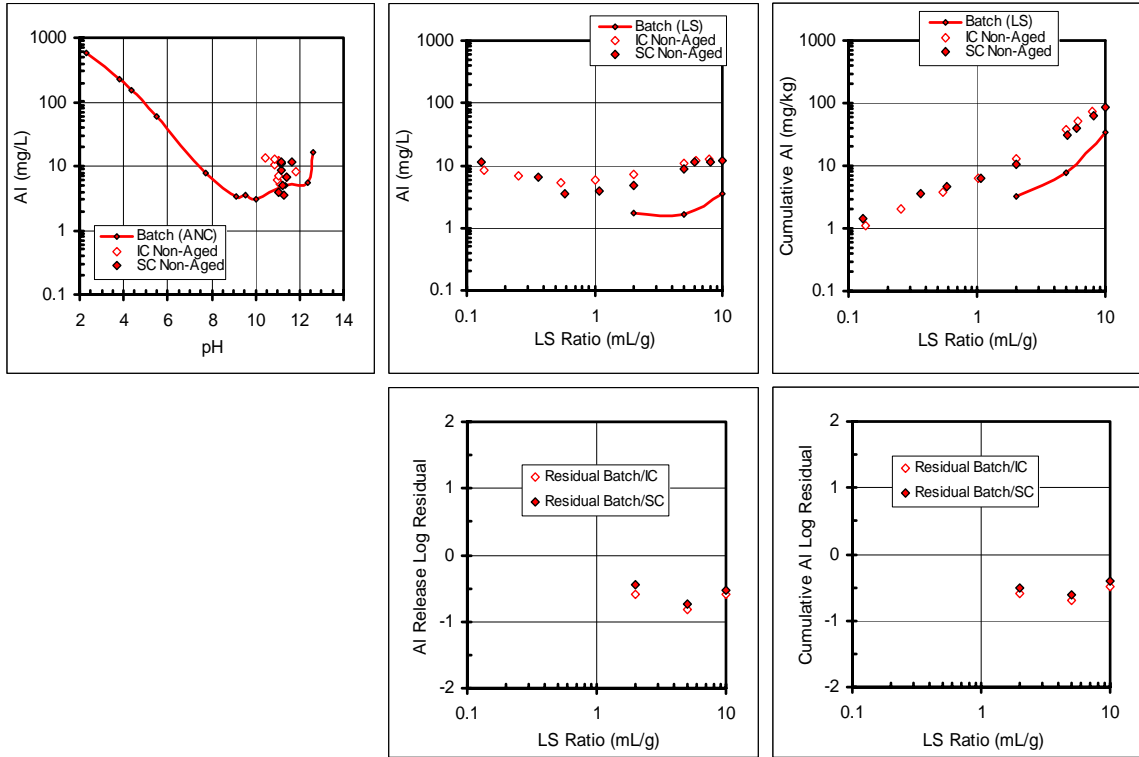 Batch (ANC)
IC Non-Aged
SC Non-Aged
1000
100
10
1
0.1
2 4 6 8 10 12 14
Al (mg/L)
pH
Batch (LS)
IC Non-Aged
SC Non-Aged
1000
100
10
1
0.1
0.1 1 10
Al (mg/L)
LS Ratio (mL/g)
Batch (LS)
IC Non-Aged
SC Non-Aged
1000
100
10
1
0.1
0.1 1 10
Cumulative Al (mg/kg)
LS Ratio (mL/g)
Residual Batch/IC
Residual Batch/SC
2
1
0
-1
-2
0.1 1 10
Al Release Log Residual
LS Ratio (mL/g)
Residual Batch/IC
Residual Batch/SC
2
1
0
-1
-2
0.1 1 10
Cumulative Al Log Residual
LS Ratio (mL/g)